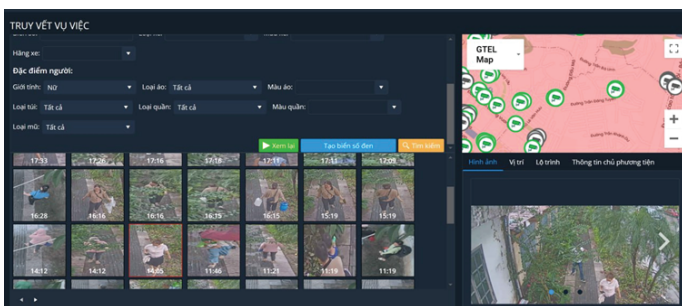 TRUY VẾT VỤ VIỆC
Hãng xe:
Đặc điểm người:
Giới tính: Nữ Loại áo: Tất cả Màu áo:
Loại túi: Tất cả Loại quần: Tất cả Màu quần:
Loại mũ: Tất cả
Xem lại Tạo biển số đen Tìm kiếm
17:33 17:26 17:16 17:16 17:11 17:11 17:09
16:28 16:16 16:16 16:15 16:15 15:19 15:19
14:12 14:12 14:05 11:46 11:21 11:19 11:19
GTEL
Map
Hình ảnh Vị trí Lộ trình Thông tin chủ phương tiện